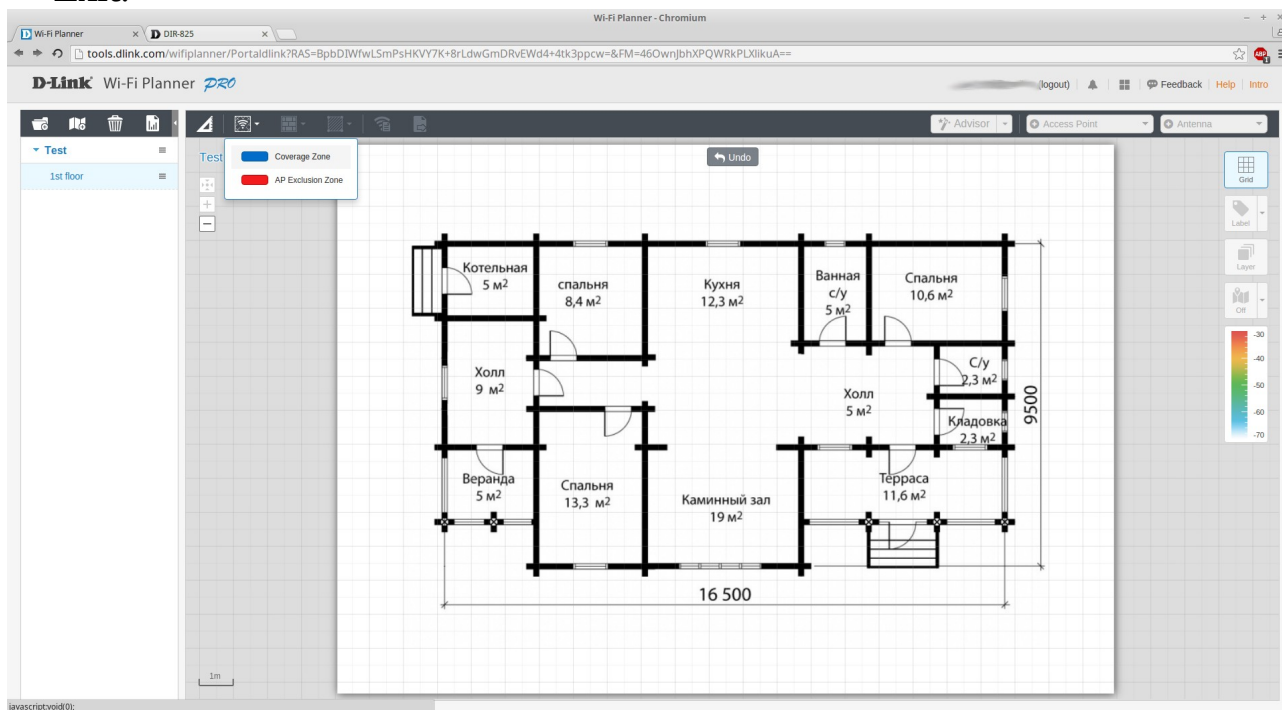 Wi-Fi Planner - Chromium
Wi-Fi Planner
DIR-825
tools.dlink.com/wifiplanner/Portaldlink?RAS=BpbDIWfwLSmPsHKVY7K+8rLdwGmDRvEWd4+4tk3ppcw=&FM=46OwnJbhXPQWRkPLXlikuA==
ABP
1
D-Link Wi-Fi Planner PRO
(logout)
Feedback
Help
Intro
Advisor
Access Point
Antenna
Test
1st floor
Test
Coverage Zone
AP Exclusion Zone
Undo
Grid
Label
Layer
Off
-30
-40
-50
-60
-70
Котельная
5 м2
спальня
8,4 м2
Кухня
12,3 м2
Ванная
с/у
5 м2
Спальня
10,6 м2
Холл
9 м2
Холл
5 м2
С/у
2,3 м2
Кладовка
2,3 м2
9500
Веранда
5 м2
Спальня
13,3 м2
Каминный зал
19 м2
Терраса
11,6 м2
16 500
1m
javascript:void(0);